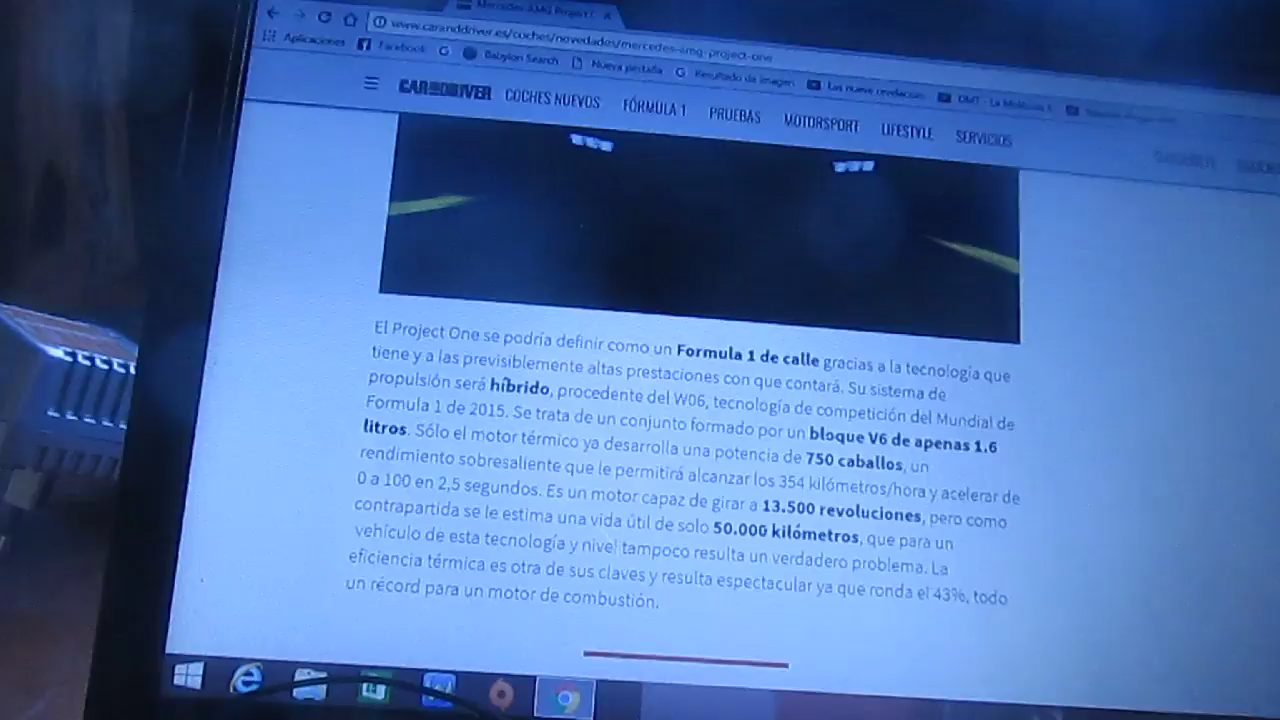 Mercedes-AMG Project
www.caranddriver.es/coches/novedades/mercedes-amg-project-one
Aplicaciones Facebook G Babylon Search Nueva pestaña Resultado de imagen Las nueve revelaciones DMT - La Molécula
CAR AND DRIVER COCHES NUEVOS FÓRMULA 1 PRUEBAS MOTORSPORT LIFESTYLE SERVICIOS
El Project One se podría definir como un Formula 1 de calle gracias a la tecnología que
tiene y a las previsiblemente altas prestaciones con que contará. Su sistema de
propulsión será híbrido, procedente del W06, tecnología de competición del Mundial de
Formula 1 de 2015. Se trata de un conjunto formado por un bloque V6 de apenas 1.6
litros. Sólo el motor térmico ya desarrolla una potencia de 750 caballos, un
rendimiento sobresaliente que le permitirá alcanzar los 354 kilómetros/hora y acelerar de
0 a 100 en 2,5 segundos. Es un motor capaz de girar a 13.500 revoluciones, pero como
contrapartida se le estima una vida útil de solo 50.000 kilómetros, que para un
vehículo de esta tecnología y nivel tampoco resulta un verdadero problema. La
eficiencia térmica es otra de sus claves y resulta espectacular ya que ronda el 43%, todo
un récord para un motor de combustión.